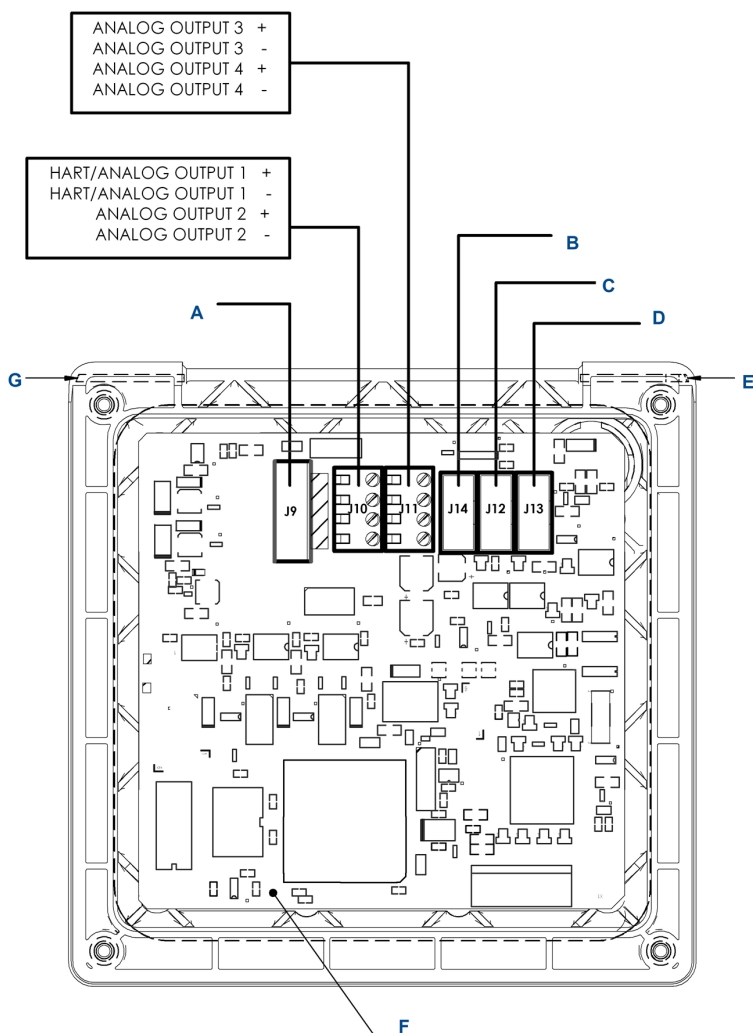 ANALOG OUTPUT 3 +
ANALOG OUTPUT 3 -
ANALOG OUTPUT 4 +
ANALOG OUTPUT 4 -
HART/ANALOG OUTPUT 1 +
HART/ANALOG OUTPUT 1 -
ANALOG OUTPUT 2 +
ANALOG OUTPUT 2 -
B
C
A
D
G
E
J9
J10
J11
J14
J12
J13
F